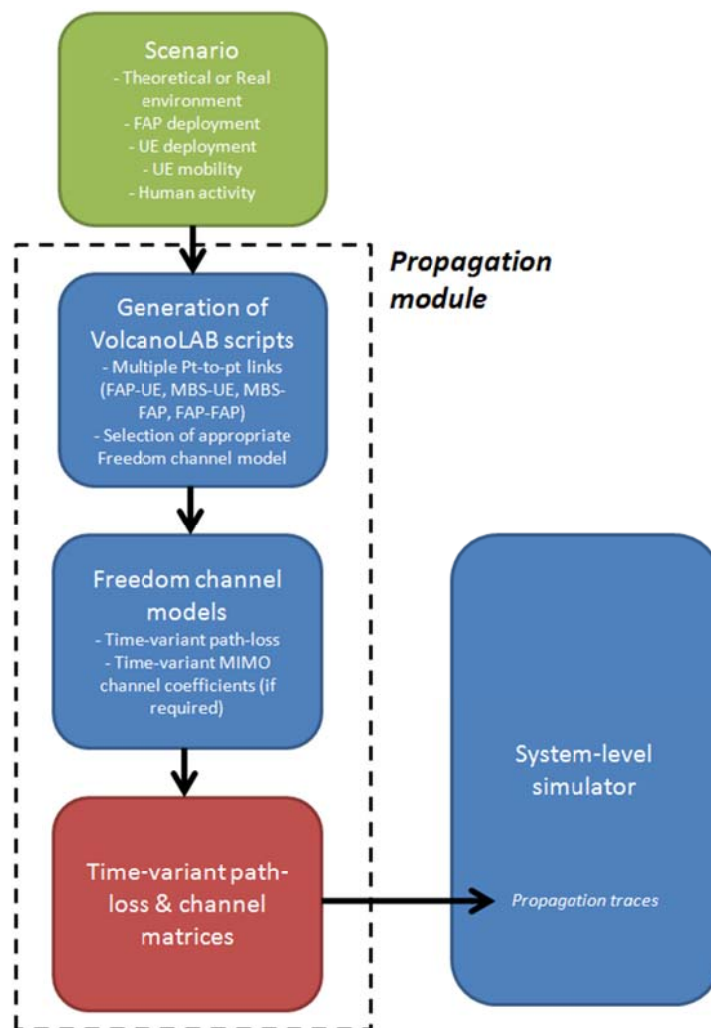 Scenario
- Theoretical or Real
environment
- FAP deployment
- UE deployment
- UE mobility
- Human activity
Propagation
module
Generation of
VolcanoLAB scripts
- Multiple Pt-to-pt links
(FAP-UE, MBS-UE, MBS-
FAP, FAP-FAP)
- Selection of appropriate
Freedom channel model
Freedom channel
models
- Time-variant path-loss
- Time-variant MIMO
channel coefficients (if
required)
Time-variant path-
loss & channel
matrices
System-level
simulator
Propagation traces